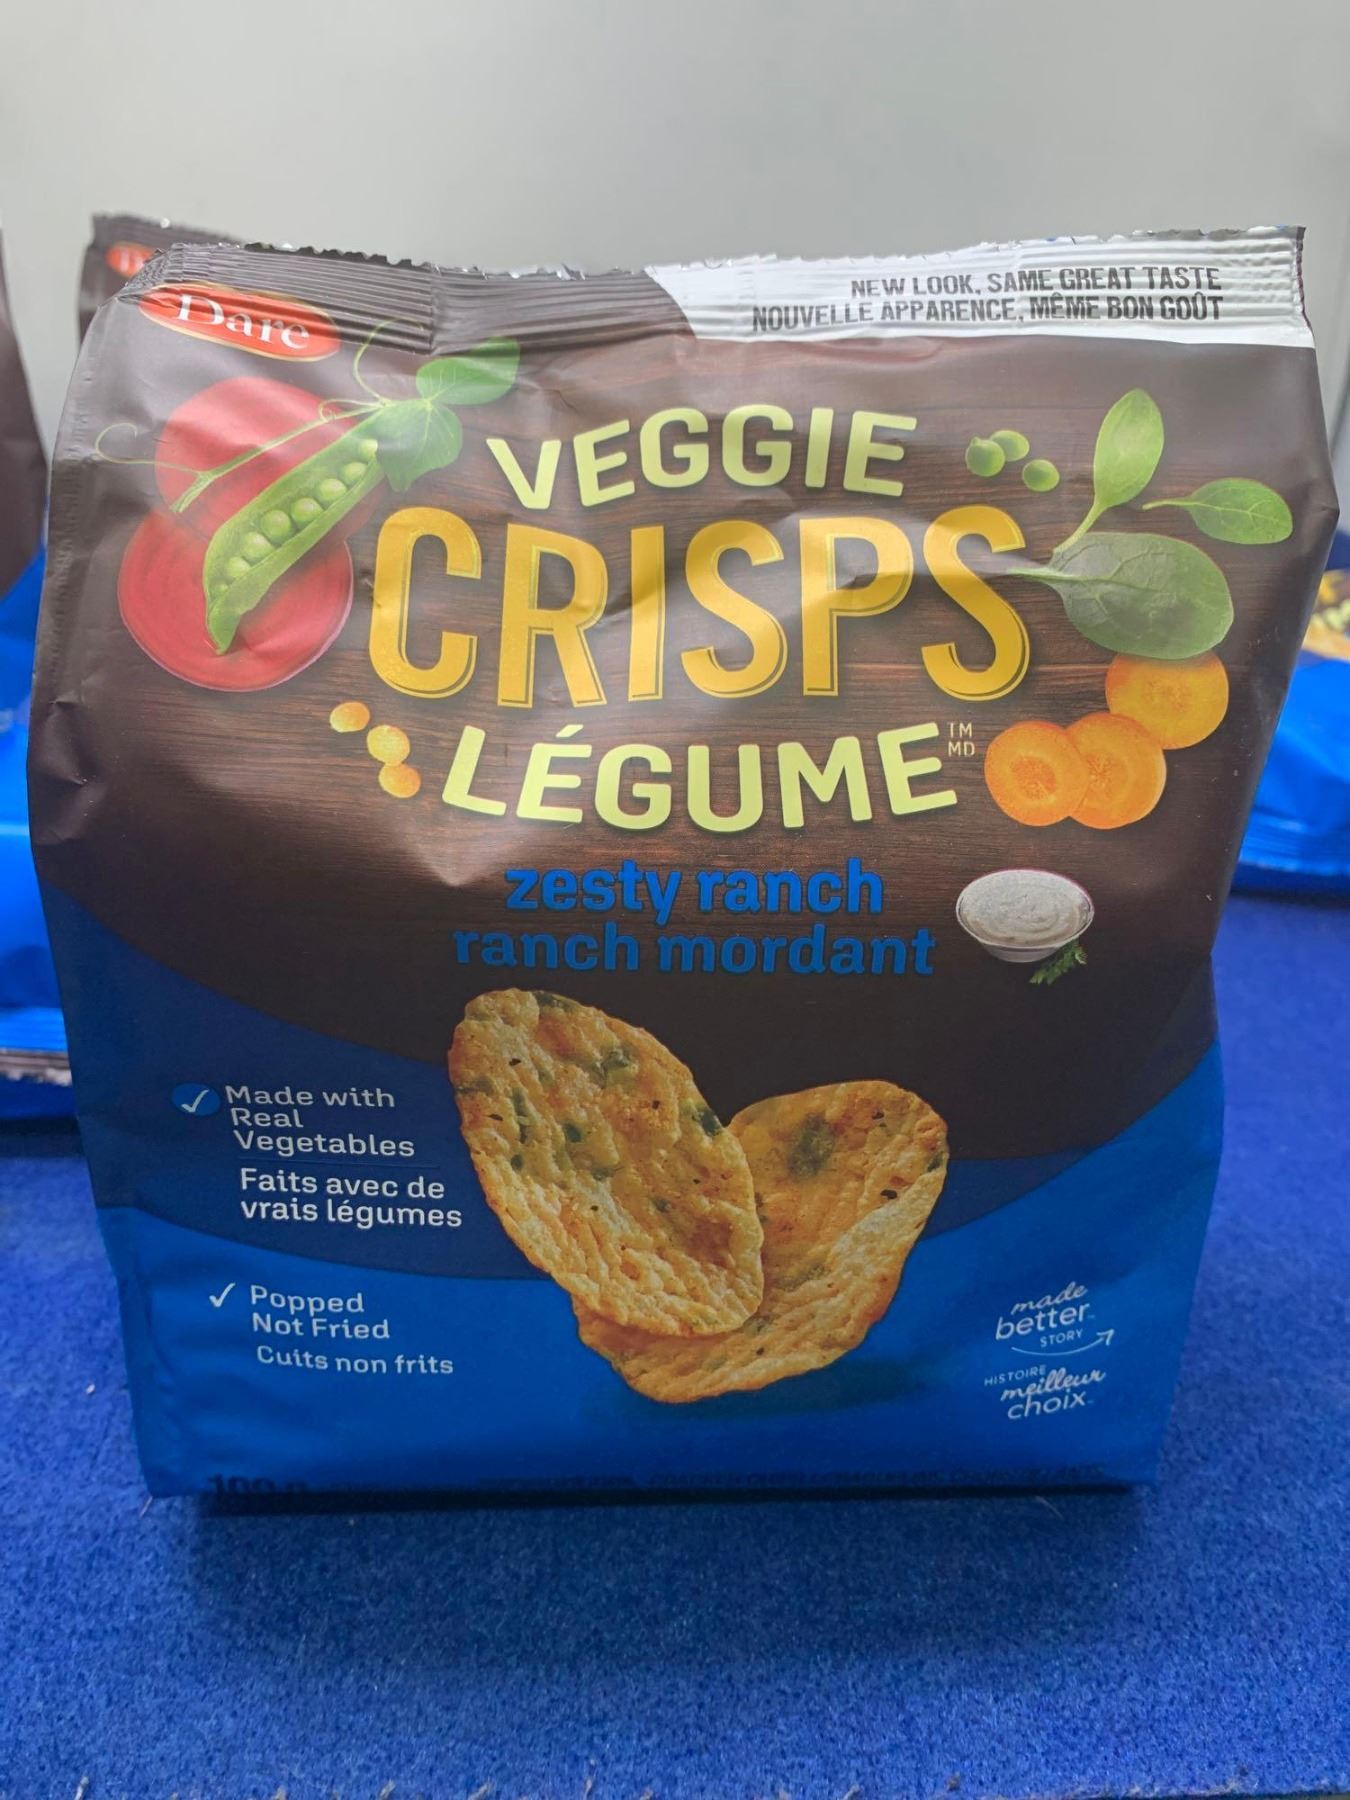 Dare
NEW LOOK, SAME GREAT TASTE
NOUVELLE APPARENCE, MÊME BON GOÛT
VEGGIE
CRISPS
LÉGUME TM
MD
zesty ranch
ranch mordant
✓ Made with
Real
Vegetables
Faits avec de
vrais légumes
✓ Popped
Not Fried
Cuits non frits
made
better
STORY
HISTOIRE
meilleur
choix